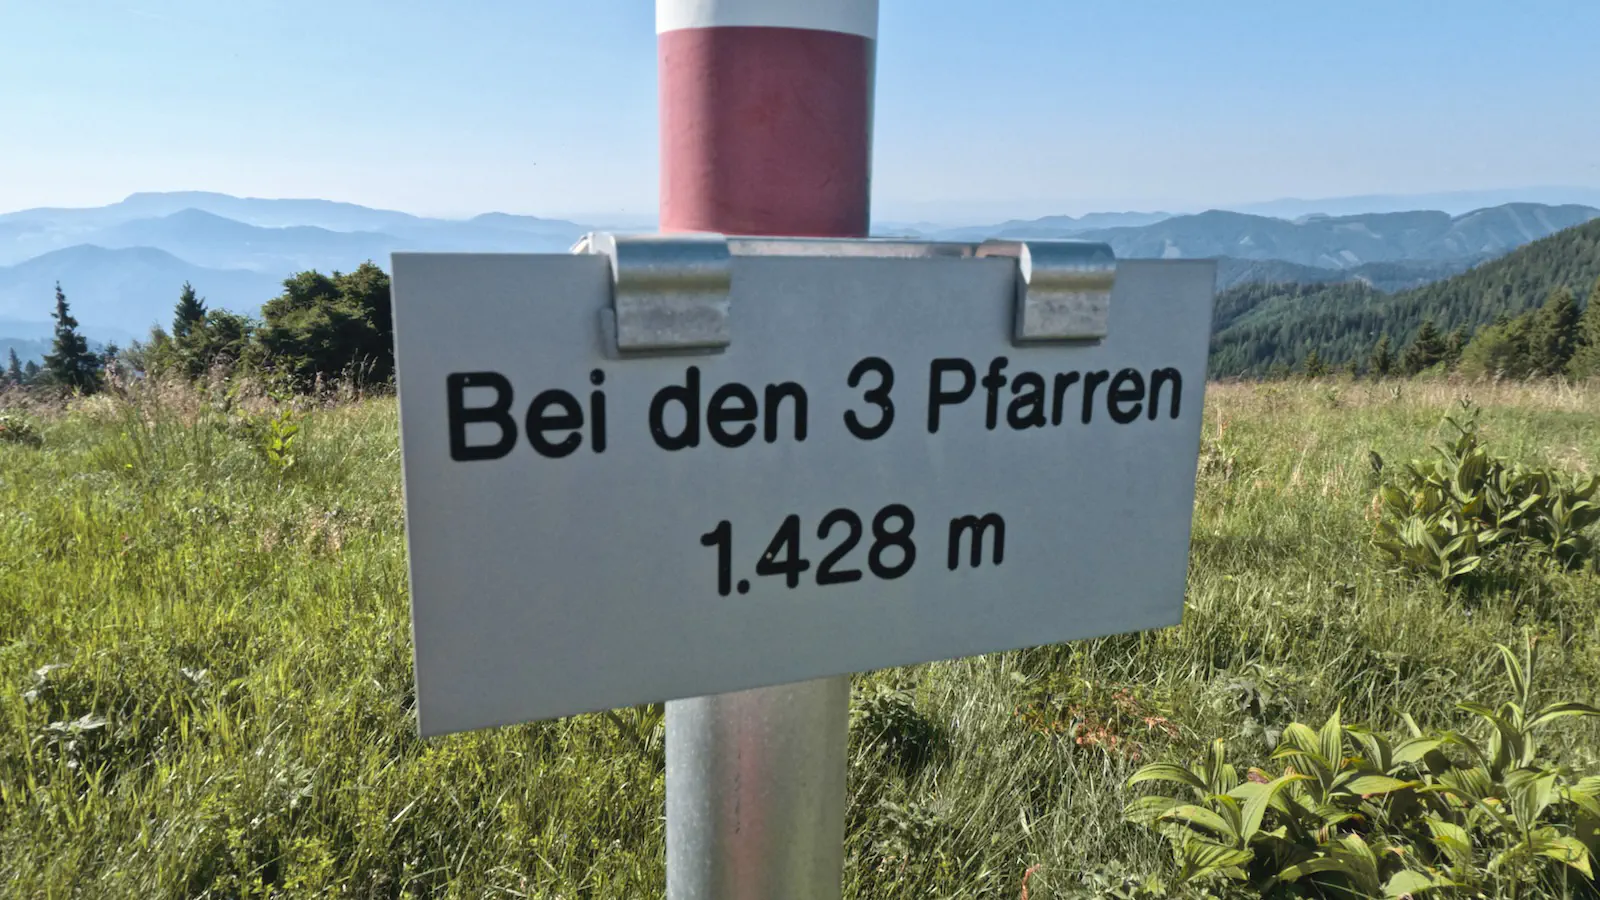 Bei den 3 Pfarren
1.428 m